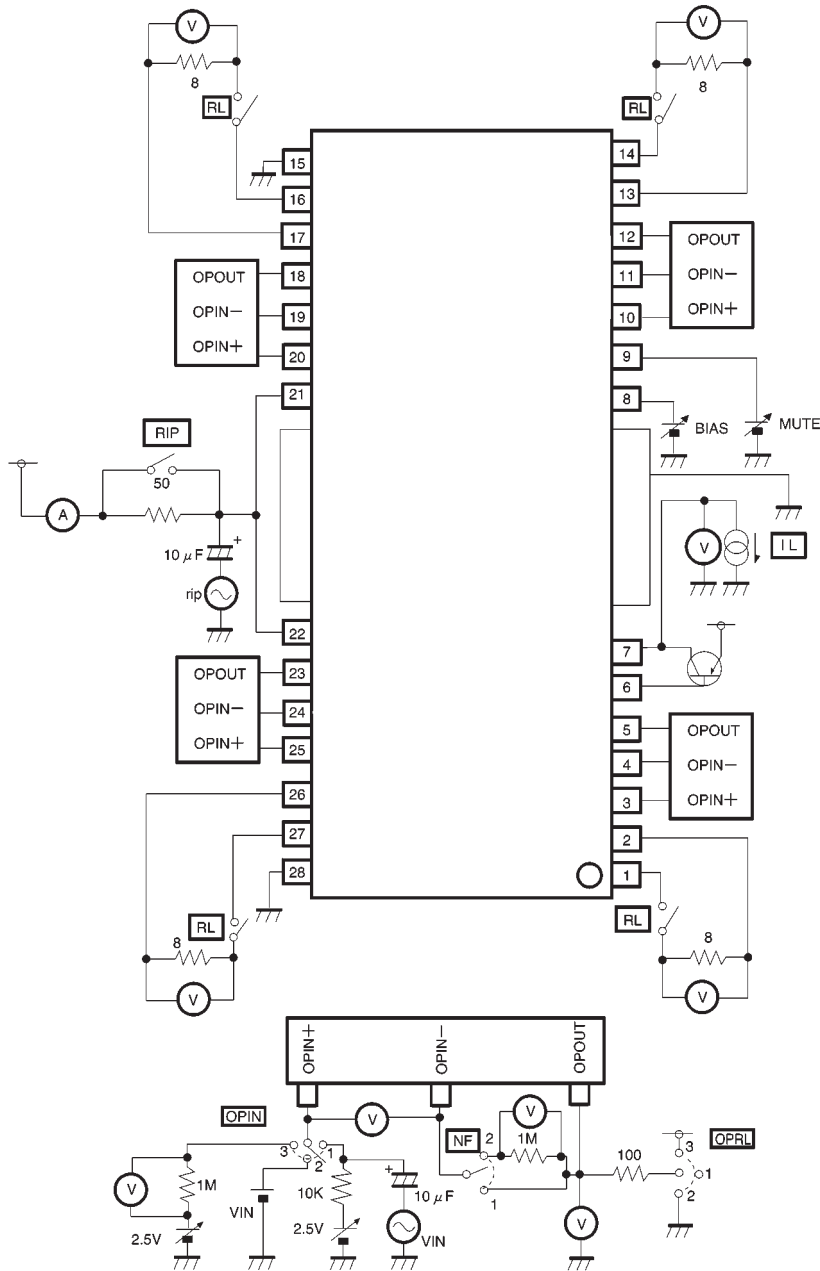 V
V
8
8
RL
RL
15
14
16
13
17
12
OPOUT
OPIN−
OPIN+
18
19
20
21
11
10
9
8
OPOUT
OPIN−
OPIN+
RIP
50
A
10 μF
+
rip
BIAS
MUTE
V
IL
22
23
24
25
26
27
28
OPOUT
OPIN−
OPIN+
7
6
5
4
3
2
1
OPOUT
OPIN−
OPIN+
RL
8
V
RL
8
V
OPIN+
OPIN−
OPOUT
OPIN
V
3
2
1
V
1M
2.5V
VIN
10K
2.5V
+
10 μF
VIN
NF
2
1
V
1M
100
V
3
1
2
OPRL